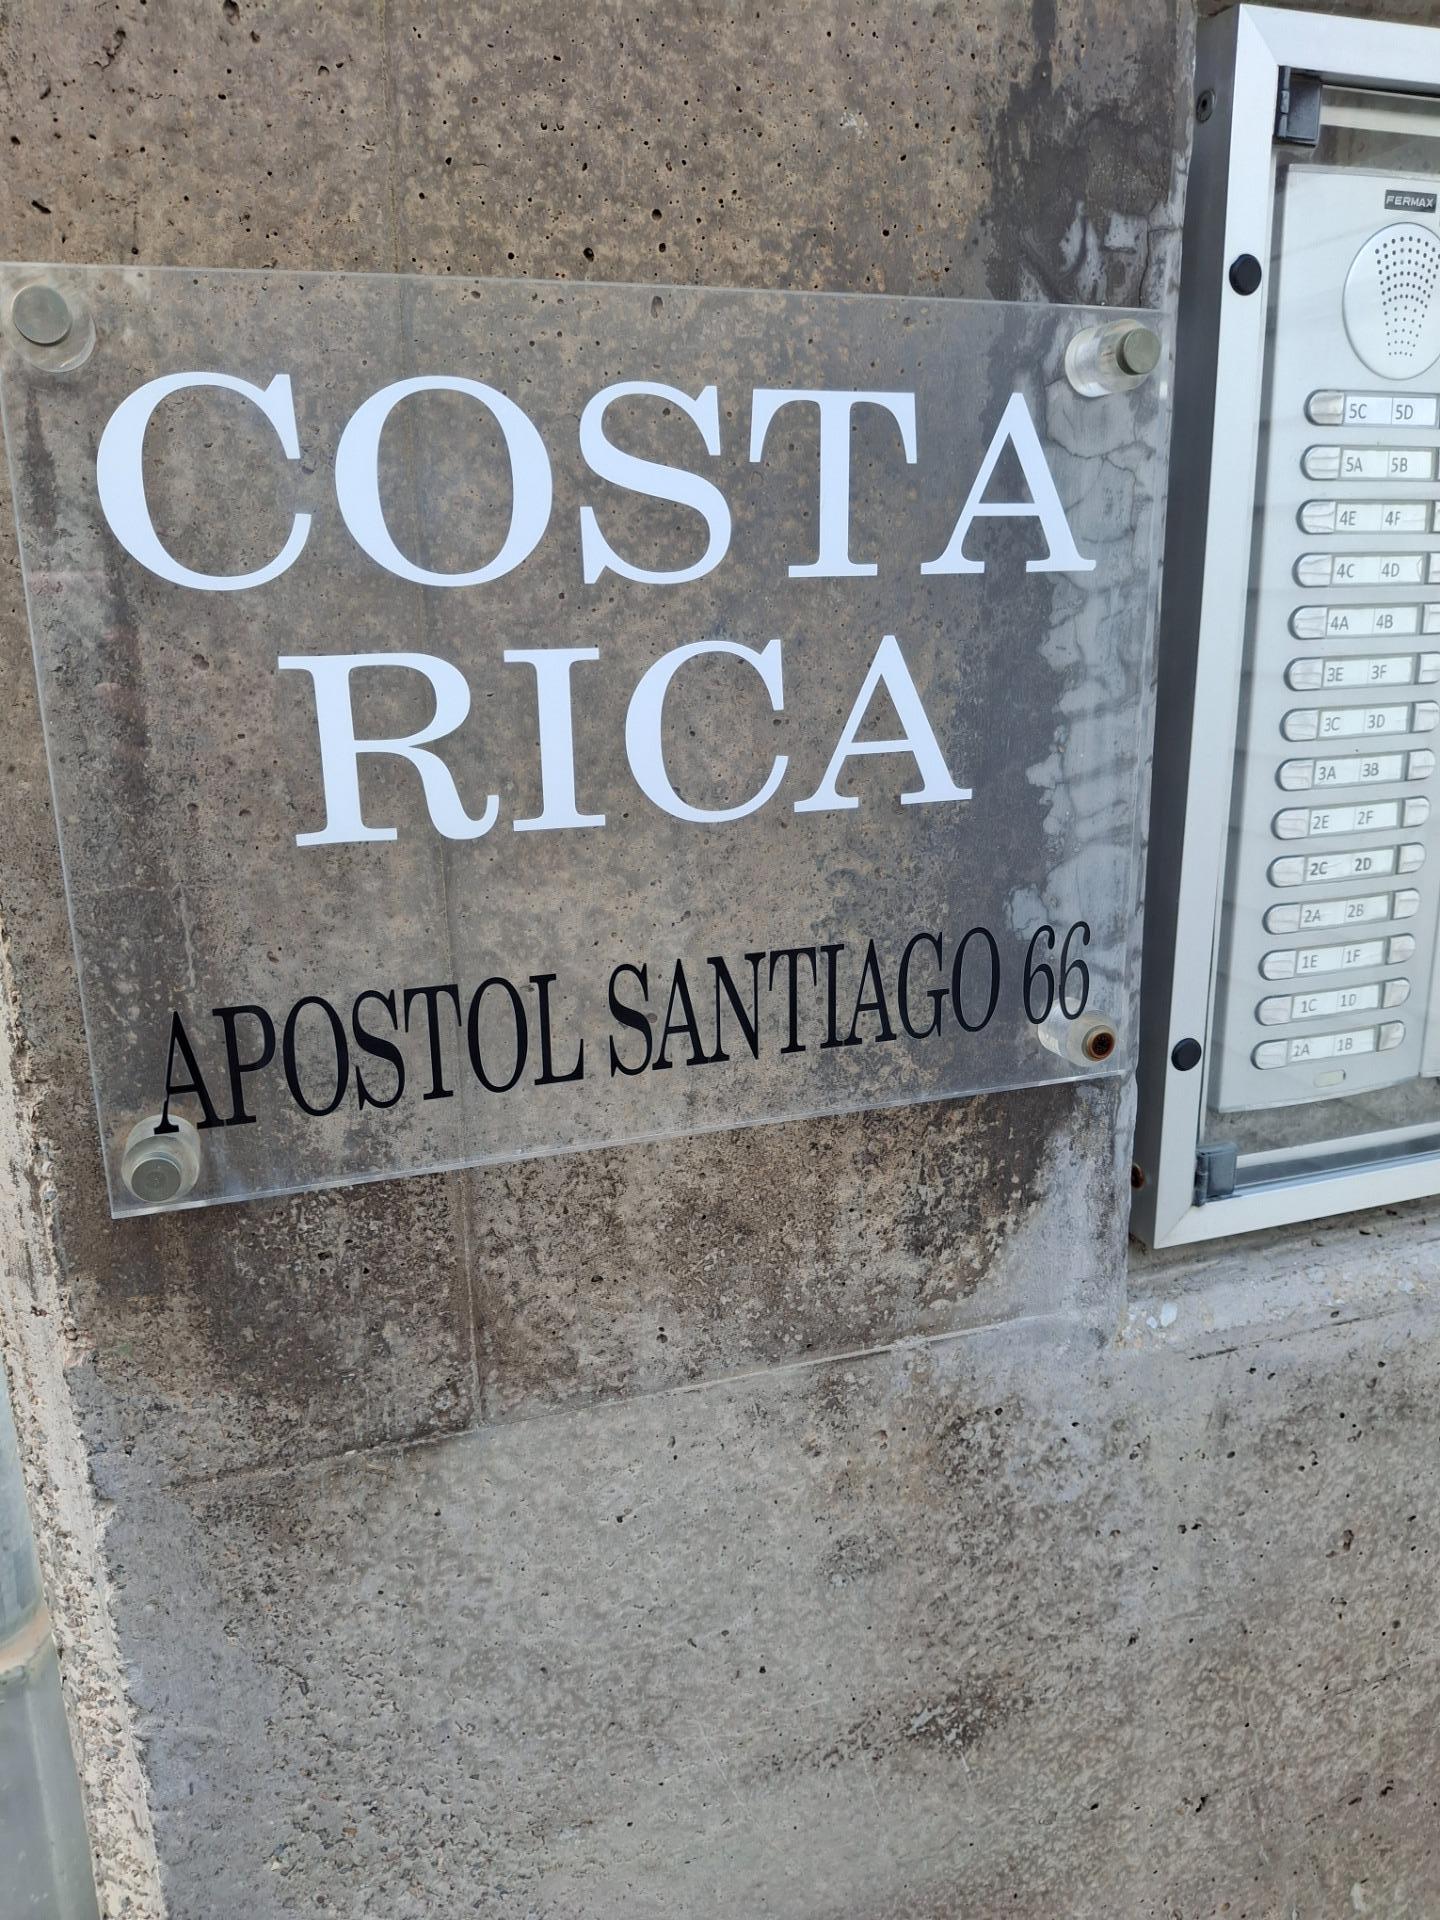 COSTA
RICA
APOSTOL SANTIAGO 66
FERMAX
5C 5D
5A 5B
4E 4F
4C 4D
4A 4B
3E 3F
3C 3D
3A 3B
2E 2F
2C 2D
2A 2B
1E 1F
1C 1D
1A 1B